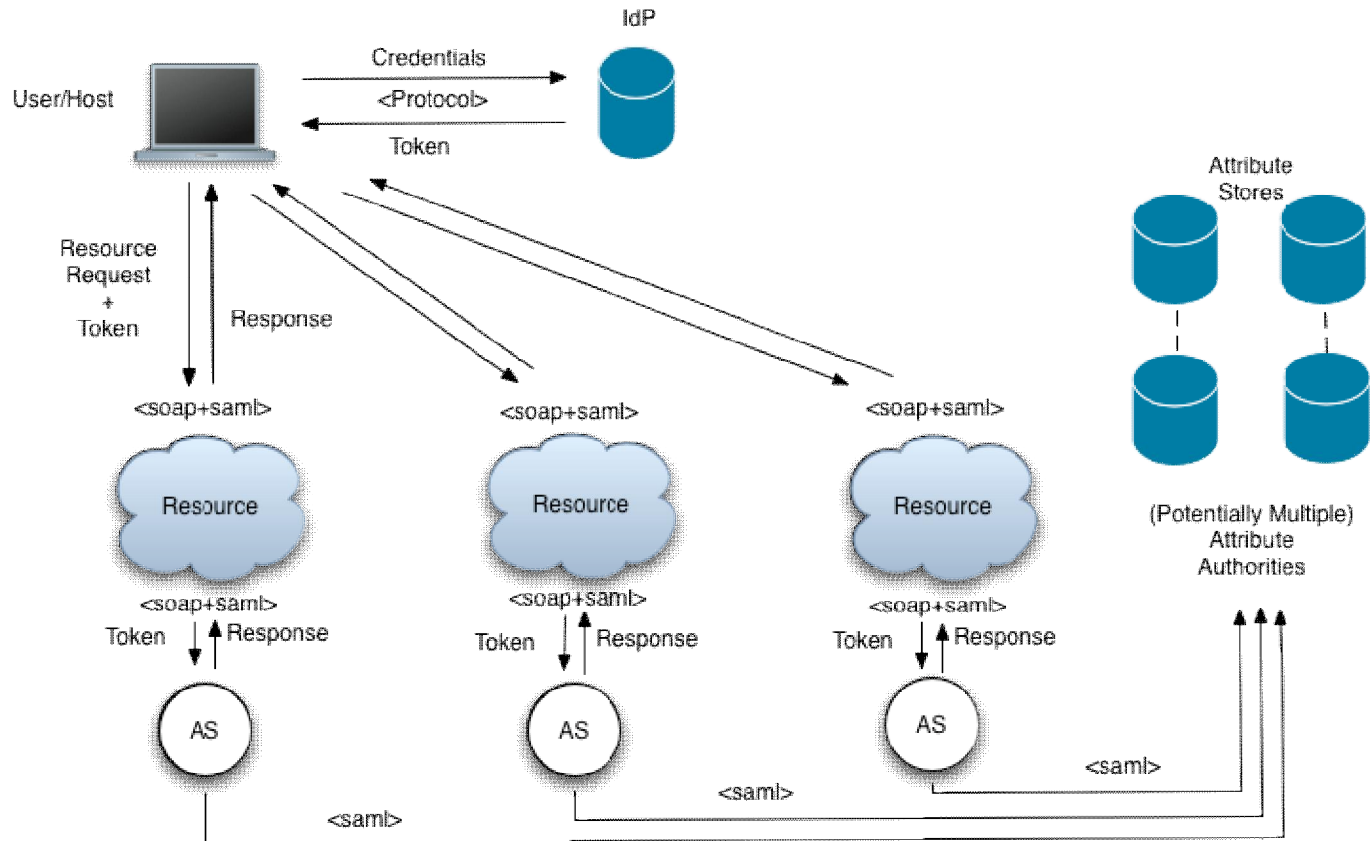 IdP
Credentials
<Protocol>
Token
User/Host
Attribute
Stores
Resource
Request
+
Token
Response
<soap+saml>
<soap+saml>
<soap+saml>
Resource
Resource
Resource
(Potentially Multiple)
Attribute
Authorities
<soap+saml>
<soap+saml>
<soap+saml>
Token
Response
Token
Response
Token
Response
AS
AS
AS
<saml>
<saml>
<saml>